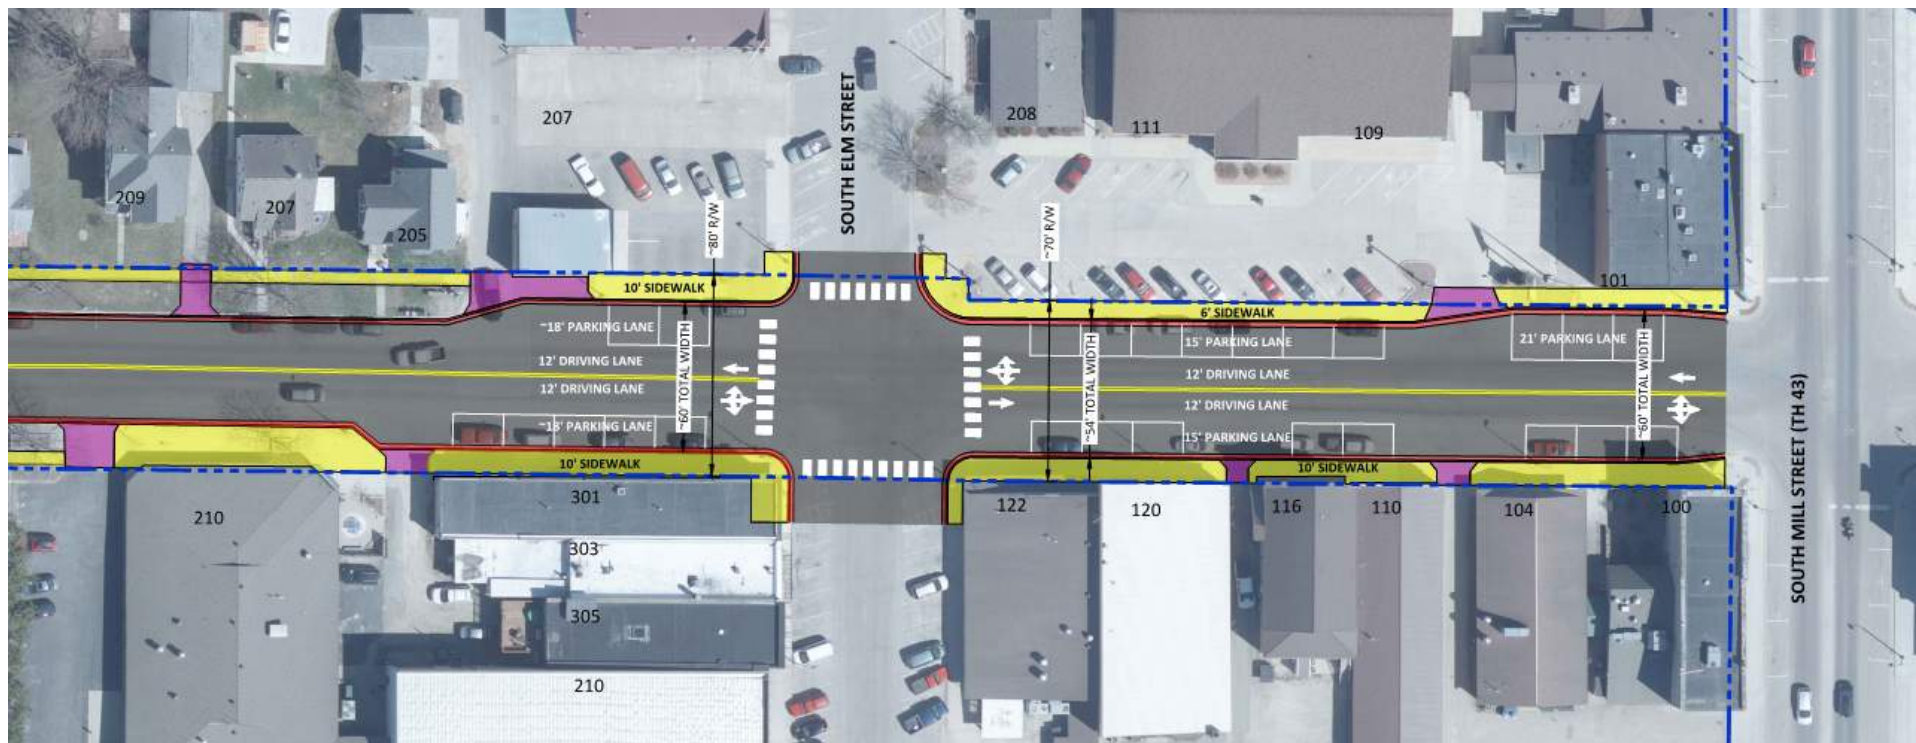 SOUTH ELM STREET
207
208
111
109
209
207
205
101
~80' R/W
~70' R/W
10' SIDEWALK
6' SIDEWALK
~18' PARKING LANE
15' PARKING LANE
21' PARKING LANE
12' DRIVING LANE
12' DRIVING LANE
~60' TOTAL WIDTH
~54' TOTAL WIDTH
~60' TOTAL WIDTH
12' DRIVING LANE
12' DRIVING LANE
~18' PARKING LANE
15' PARKING LANE
10' SIDEWALK
10' SIDEWALK
SOUTH MILL STREET (TH 43)
301
210
303
305
210
122
120
116
110
104
100